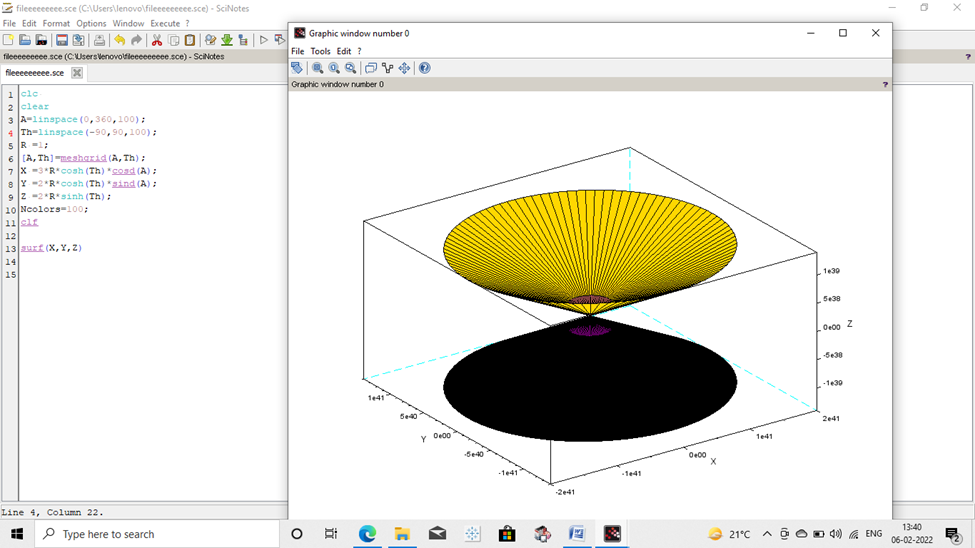 fileeeeeeeee.sce (C:\Users\lenovo\fileeeeeeeee.sce) - SciNotes
File Edit Format Options Window Execute ?
fileeeeeeeee.sce (C:\Users\lenovo\fileeeeeeeee.sce) - SciNotes
?
fileeeeeeeee.sce
1 clc
2 clear
3 A=linspace(0,360,100);
4 Th=linspace(-90,90,100);
5 R =1;
6 [A,Th]=meshgrid(A,Th);
7 X =3*R*cosh(Th)*cosd(A);
8 Y =2*R*cosh(Th)*sind(A);
9 Z =2*R*sinh(Th);
10 Ncolors=100;
11 clf
12
13 surf(X,Y,Z)
14
15
Line 4, Column 22.
Graphic window number 0
File Tools Edit ?
Graphic window number 0
?
1e39
5e38
0e00
Z
-5e38
-1e39
1e41
5e40
0e00
Y
-5e40
-1e41
2e41
1e41
0e00
X
-1e41
-2e41
Type here to search
21°C
ENG
13:40
06-02-2022
2